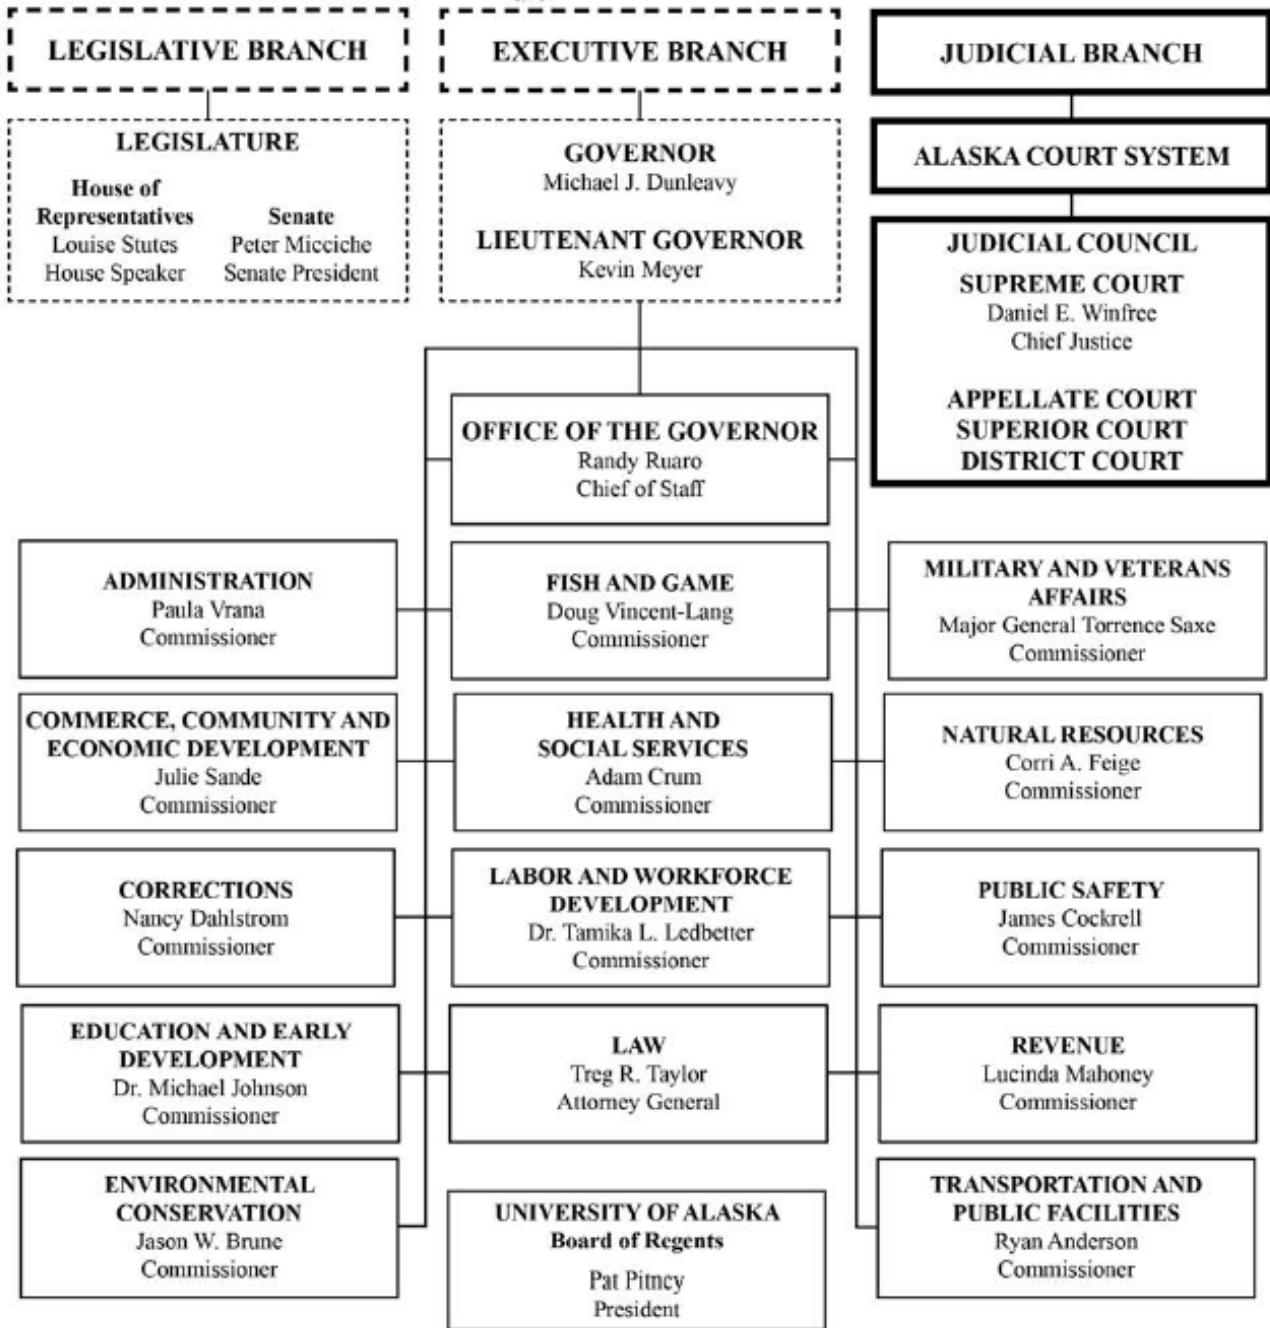 LEGISLATIVE BRANCH
LEGISLATURE
House of
Representatives
Louise Stutes
House Speaker
Senate
Peter Micciche
Senate President
EXECUTIVE BRANCH
GOVERNOR
Michael J. Dunleavy
LIEUTENANT GOVERNOR
Kevin Meyer
JUDICIAL BRANCH
ALASKA COURT SYSTEM
JUDICIAL COUNCIL
SUPREME COURT
Daniel E. Winfree
Chief Justice
APPELLATE COURT
SUPERIOR COURT
DISTRICT COURT
OFFICE OF THE GOVERNOR
Randy Ruaro
Chief of Staff
ADMINISTRATION
Paula Vrana
Commissioner
FISH AND GAME
Doug Vincent-Lang
Commissioner
MILITARY AND VETERANS
AFFAIRS
Major General Torrence Saxe
Commissioner
COMMERCE, COMMUNITY AND
ECONOMIC DEVELOPMENT
Julie Sande
Commissioner
HEALTH AND
SOCIAL SERVICES
Adam Crum
Commissioner
NATURAL RESOURCES
Corri A. Feige
Commissioner
CORRECTIONS
Nancy Dahlstrom
Commissioner
LABOR AND WORKFORCE
DEVELOPMENT
Dr. Tamika L. Ledbetter
Commissioner
PUBLIC SAFETY
James Cockrell
Commissioner
EDUCATION AND EARLY
DEVELOPMENT
Dr. Michael Johnson
Commissioner
LAW
Treg R. Taylor
Attorney General
REVENUE
Lucinda Mahoney
Commissioner
ENVIRONMENTAL
CONSERVATION
Jason W. Brune
Commissioner
UNIVERSITY OF ALASKA
Board of Regents
Pat Pitney
President
TRANSPORTATION AND
PUBLIC FACILITIES
Ryan Anderson
Commissioner